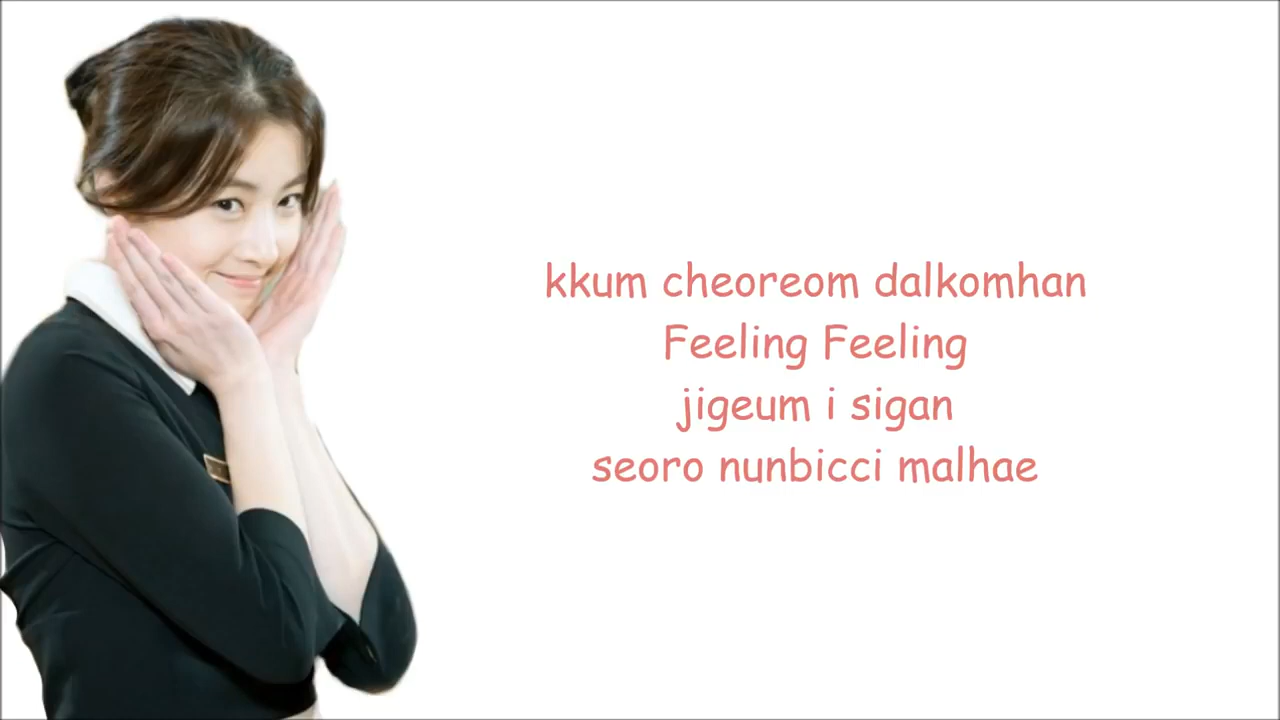 kkum cheoreom dalkomhan
Feeling Feeling
jigeum i sigan
seoro nunbicci malhae